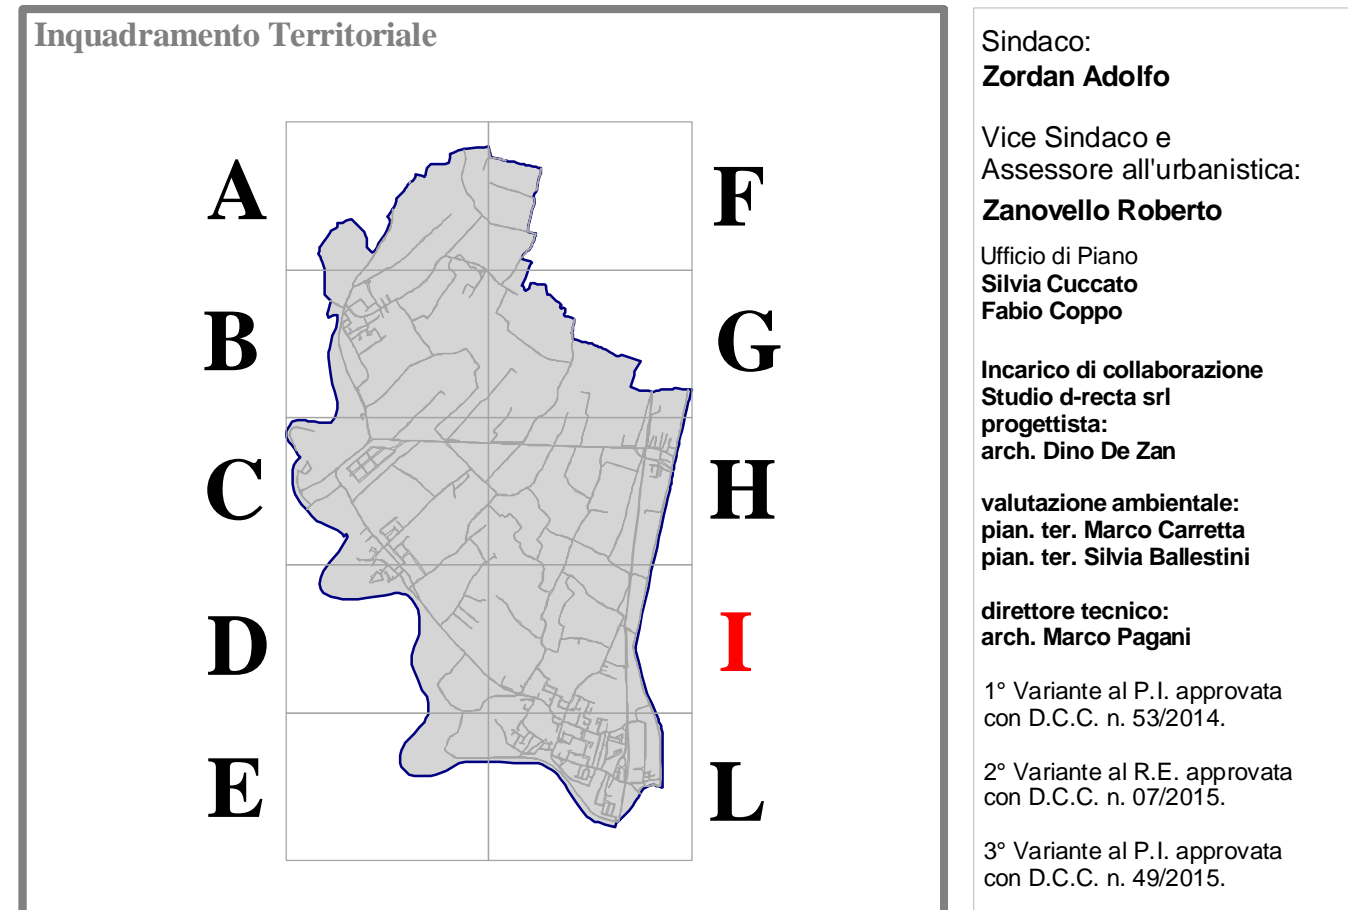 Inquadramento Territoriale
A
F
B
G
C
H
D
I
E
L
Sindaco:
Zordan Adolfo
Vice Sindaco e
Assessore all'urbanistica:
Zanovello Roberto
Ufficio di Piano
Silvia Cuccato
Fabio Coppo
Incarico di collaborazione
Studio d-recta srl
progettista:
arch. Dino De Zan
valutazione ambientale:
pian. ter. Marco Carretta
pian. ter. Silvia Ballestini
direttore tecnico:
arch. Marco Pagani
1° Variante al P.I. approvata
con D.C.C. n. 53/2014.
2° Variante al R.E. approvata
con D.C.C. n. 07/2015.
3° Variante al P.I. approvata
con D.C.C. n. 49/2015.